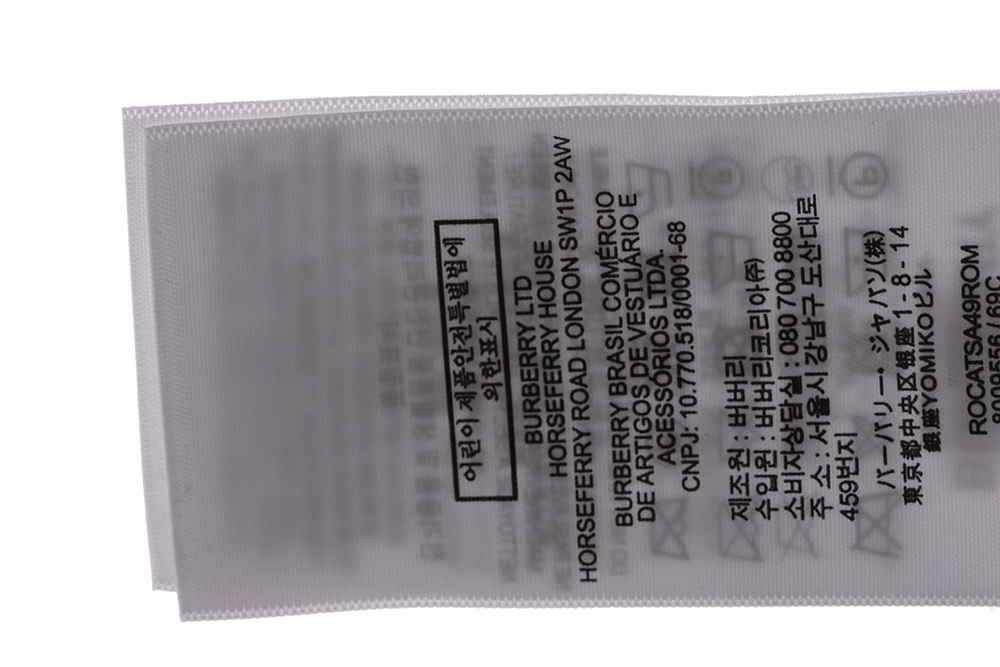 어린이제품안전특별법에
의한표시
BURBERRY LTD
HORSEFERRY HOUSE
HORSEFERRY ROAD LONDON SW1P 2AW
BURBERRY BRASIL COMÉRCIO
DE ARTIGOS DE VESTUÁRIO E
ACESSÓRIOS LTDA.
CNPJ: 10.770.518/0001-68
제조원 : 버버리
수입원 : 버버리코리아(주)
소비자상담실 : 080 700 8800
주 소 : 서울시 강남구 도산대로
459번지
バーバリー・ジャパン(株)
東京都中央区銀座1-8-14
銀座YOMIKOビル
ROCATSA49ROM